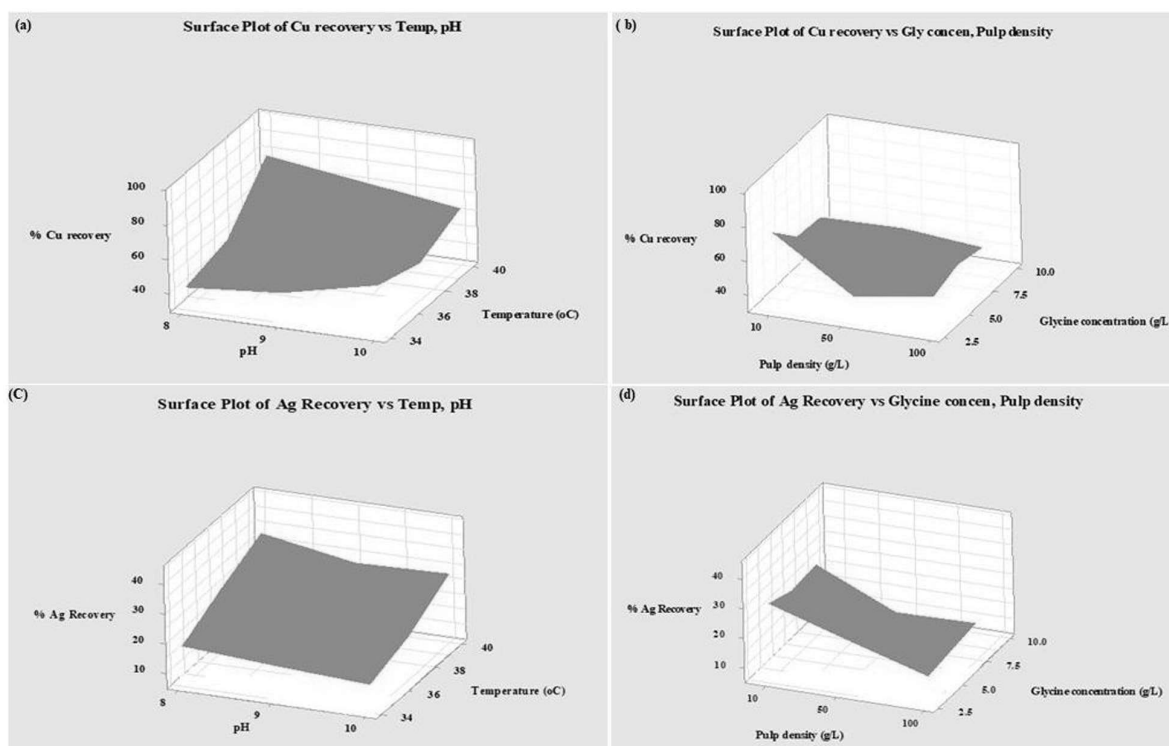 (a)
Surface Plot of Cu recovery vs Temp, pH
100
80
60
40
% Cu recovery
8
9
10
pH
34
36
38
40
Temperature (oC)
( b)
Surface Plot of Cu recovery vs Gly concen, Pulp density
100
80
60
40
% Cu recovery
10
50
100
Pulp density (g/L)
2.5
5.0
7.5
10.0
Glycine concentration (g/L
(C)
Surface Plot of Ag Recovery vs Temp, pH
40
30
20
10
% Ag Recovery
8
9
10
pH
34
36
38
40
Temperature (oC)
(d)
Surface Plot of Ag Recovery vs Glycine concen, Pulp density
40
30
20
10
% Ag Recovery
10
50
100
Pulp density (g/L)
2.5
5.0
7.5
10.0
Glycine concentration (g/L)